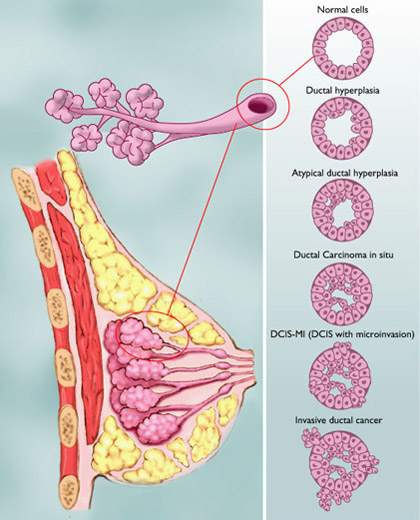 Normal cells
Ductal hyperplasia
Atypical ductal hyperplasia
Ductal Carcinoma in situ
DCIS-MI (DCIS with microinvasion)
Invasive ductal cancer